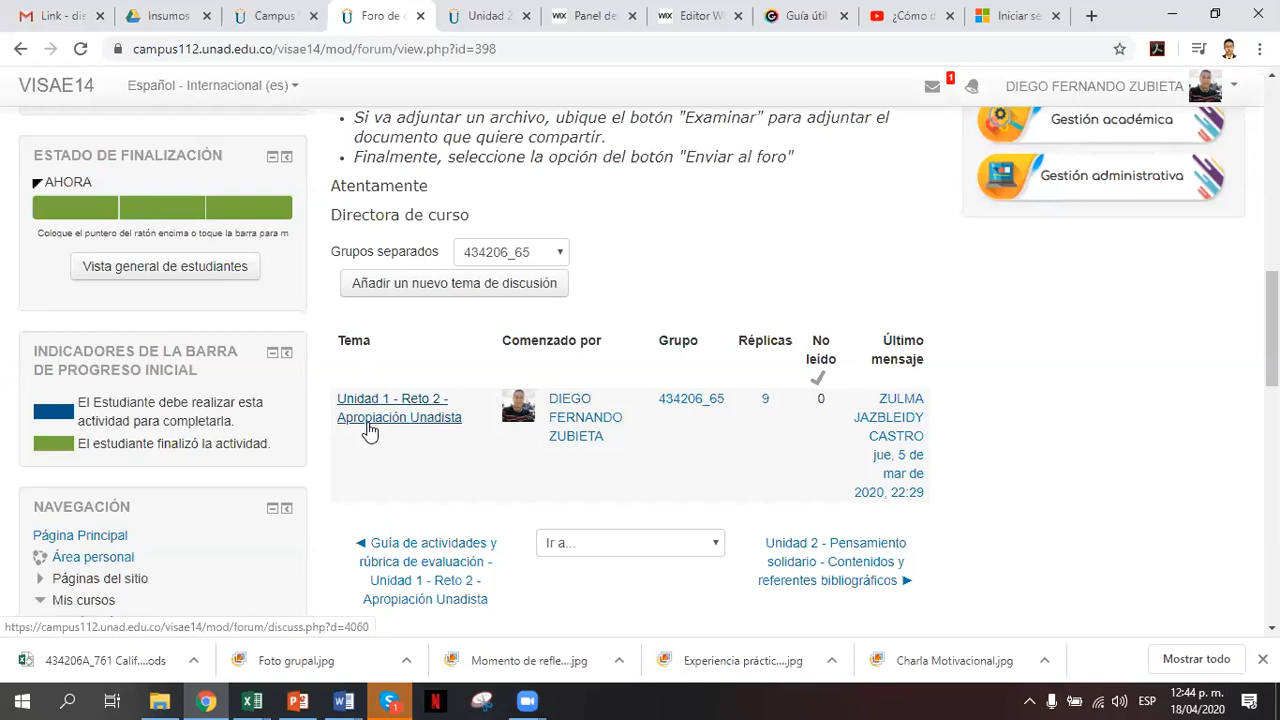 Link - di
Insumos
Campus
Foro de c
Unidad 2
Panel de
Editor W
Guía útil
¿Cómo d
Iniciar se
campus112.unad.edu.co/visae14/mod/forum/view.php?id=398
VISAE14
Español - Internacional (es)
1
DIEGO FERNANDO ZUBIETA
ESTADO DE FINALIZACIÓN
AHORA
Coloque el puntero del ratón encima o toque la barra para m
Vista general de estudiantes
INDICADORES DE LA BARRA
DE PROGRESO INICIAL
El Estudiante debe realizar esta
actividad para completarla.
El estudiante finalizó la actividad.
NAVEGACIÓN
Página Principal
Área personal
Páginas del sitio
Mis cursos
Si va adjuntar un archivo, ubique el botón "Examinar" para adjuntar el
documento que quiere compartir.
Finalmente, seleccione la opción del botón "Enviar al foro"
Atentamente
Directora de curso
Grupos separados
434206_65
Añadir un nuevo tema de discusión
Tema
Comenzado por
Grupo
Réplicas
No
leído
Último
mensaje
Unidad 1 - Reto 2 -
Apropiación Unadista
DIEGO
FERNANDO
ZUBIETA
434206_65
9
0
ZULMA
JAZBLEIDY
CASTRO
jue, 5 de
mar de
2020, 22:29
◄ Guía de actividades y
rúbrica de evaluación -
Unidad 1 - Reto 2 -
Apropiación Unadista
Ir a...
Unidad 2 - Pensamiento
solidario - Contenidos y
referentes bibliográficos ►
Gestión académica
Gestión administrativa
https://campus112.unad.edu.co/visae14/mod/forum/discuss.php?d=4060
434206A_761 Calif....ods
Foto grupal.jpg
Momento de refle....jpg
Experiencia práctic....jpg
Charla Motivacional.jpg
Mostrar todo
1
ESP
12:44 p. m.
18/04/2020